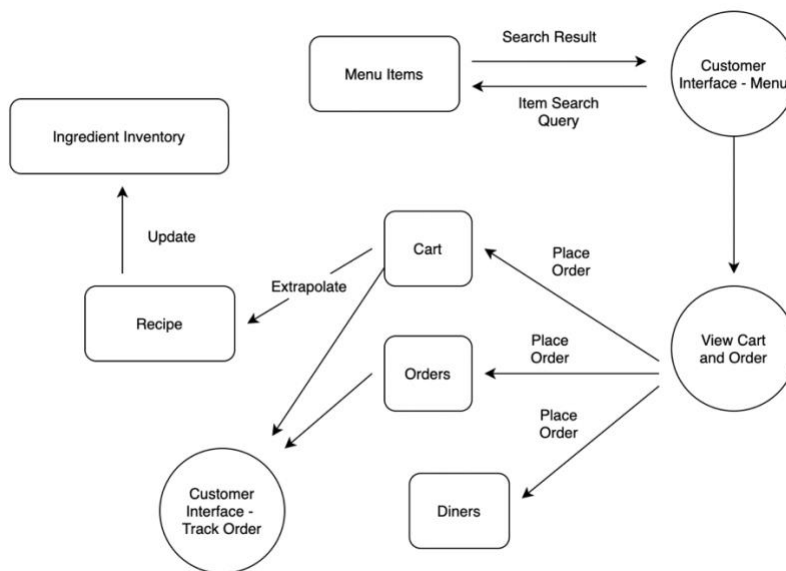 Search Result
Menu Items
Customer
Interface - Menu
Item Search
Query
Ingredient Inventory
Update
Cart
Place
Order
Extrapolate
Recipe
View Cart
and Order
Place
Order
Orders
Place
Order
Customer
Interface -
Track Order
Diners